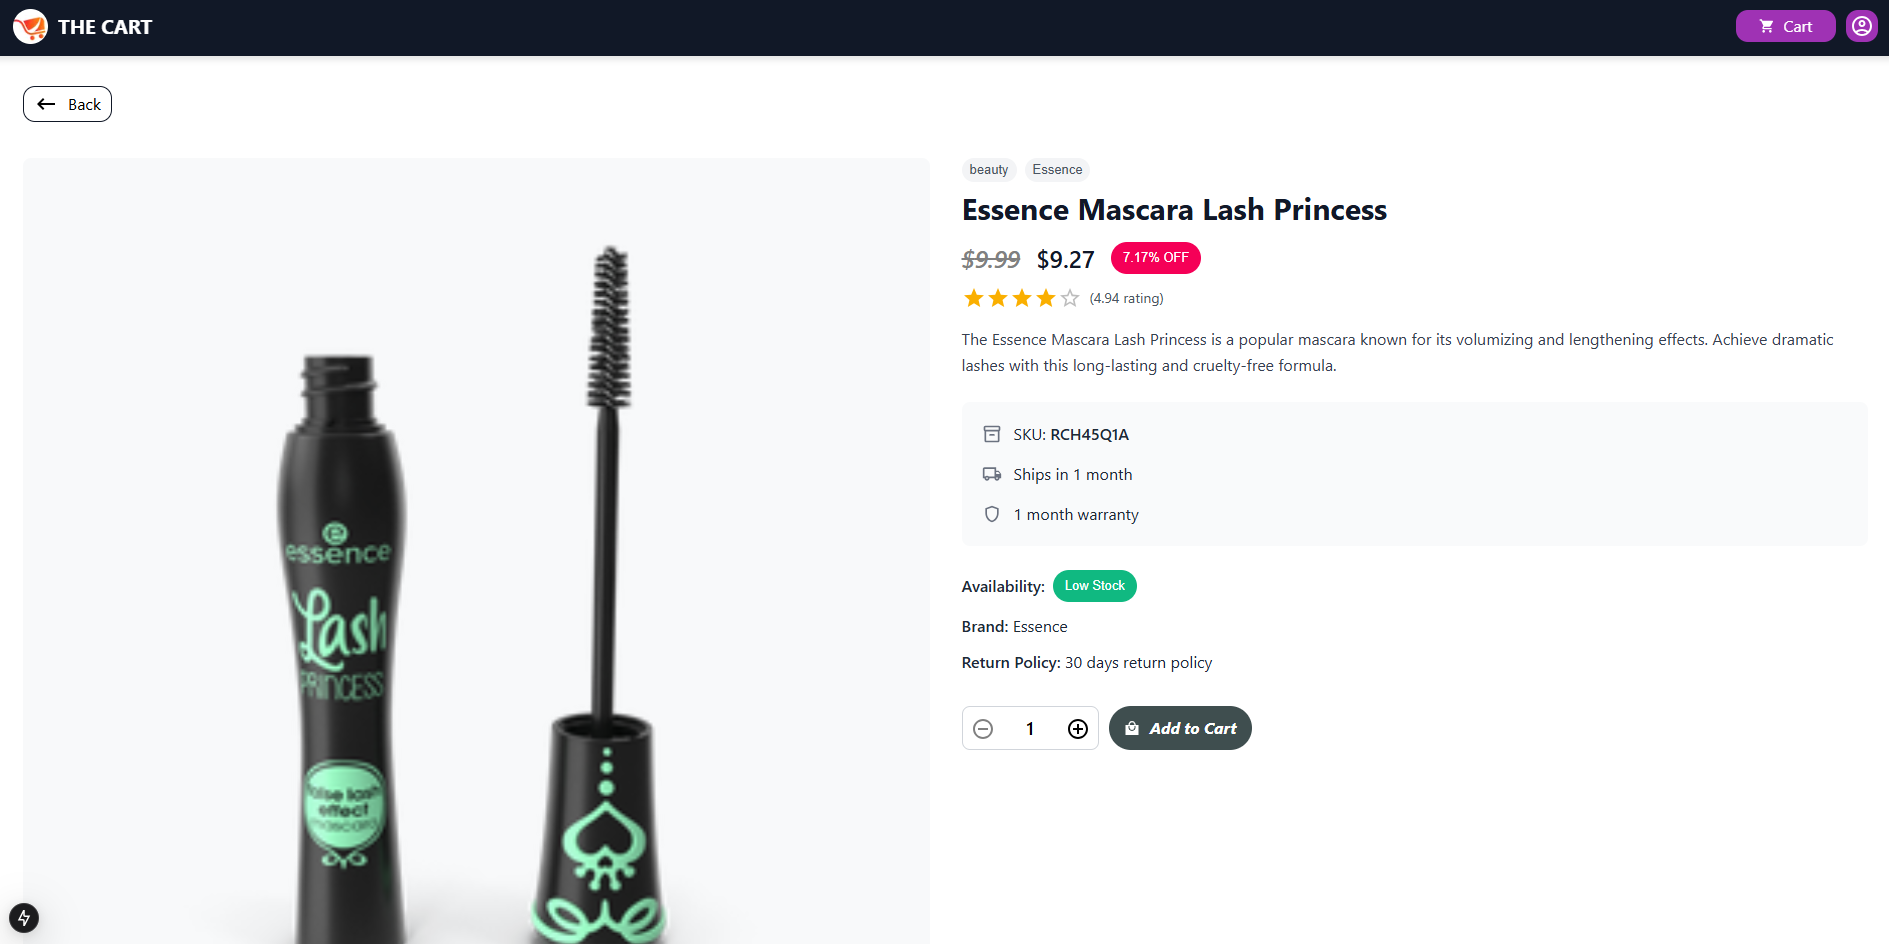 THE CART
Cart
Back
beauty
Essence
Essence Mascara Lash Princess
$9.99 $9.27 7.17% OFF
(4.94 rating)
The Essence Mascara Lash Princess is a popular mascara known for its volumizing and lengthening effects. Achieve dramatic
lashes with this long-lasting and cruelty-free formula.
SKU: RCH45Q1A
Ships in 1 month
1 month warranty
Availability: Low Stock
Brand: Essence
Return Policy: 30 days return policy
1
Add to Cart
essence
Lash
PRINCESS
false lash
effect
mascara